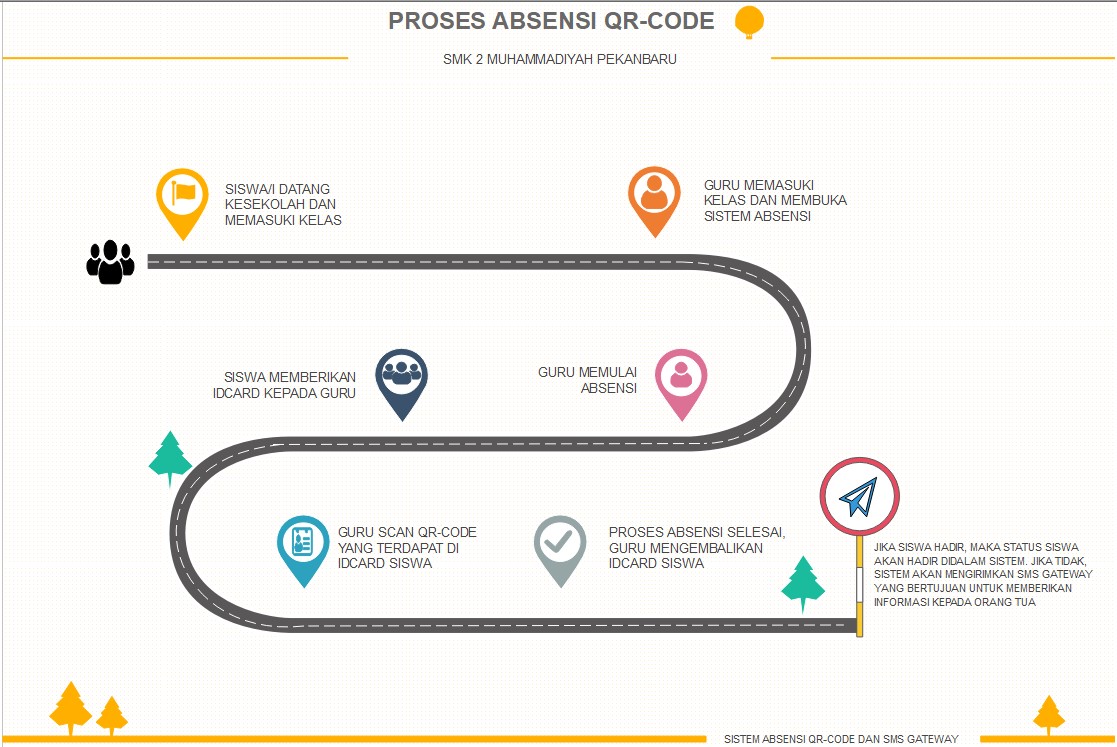 PROSES ABSENSI QR-CODE
SMK 2 MUHAMMADIYAH PEKANBARU
SISWA/I DATANG
KESEKOLAH DAN
MEMASUKI KELAS
GURU MEMASUKI
KELAS DAN MEMBUKA
SISTEM ABSENSI
GURU MEMULAI
ABSENSI
SISWA MEMBERIKAN
IDCARD KEPADA GURU
GURU SCAN QR-CODE
YANG TERDAPAT DI
IDCARD SISWA
PROSES ABSENSI SELESAI,
GURU MENGEMBALIKAN
IDCARD SISWA
JIKA SISWA HADIR, MAKA STATUS SISWA
AKAN HADIR DIDALAM SISTEM. JIKA TIDAK,
SISTEM AKAN MENGIRIMKAN SMS GATEWAY
YANG BERTUJUAN UNTUK MEMBERIKAN
INFORMASI KEPADA ORANG TUA
SISTEM ABSENSI QR-CODE DAN SMS GATEWAY